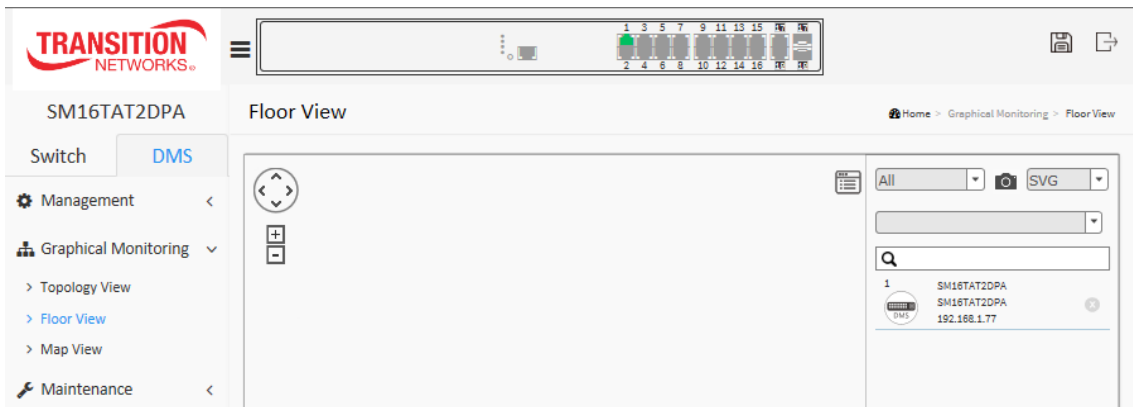 TRANSITION
NETWORKS®
1 3 5 7 9 11 13 15
2 4 6 8 10 12 14 16
SM16TAT2DPA
Floor View
Home > Graphical Monitoring > Floor View
Switch
DMS
Management
Graphical Monitoring
> Topology View
> Floor View
> Map View
Maintenance
All
SVG
1
SM16TAT2DPA
SM16TAT2DPA
192.168.1.77
DMS